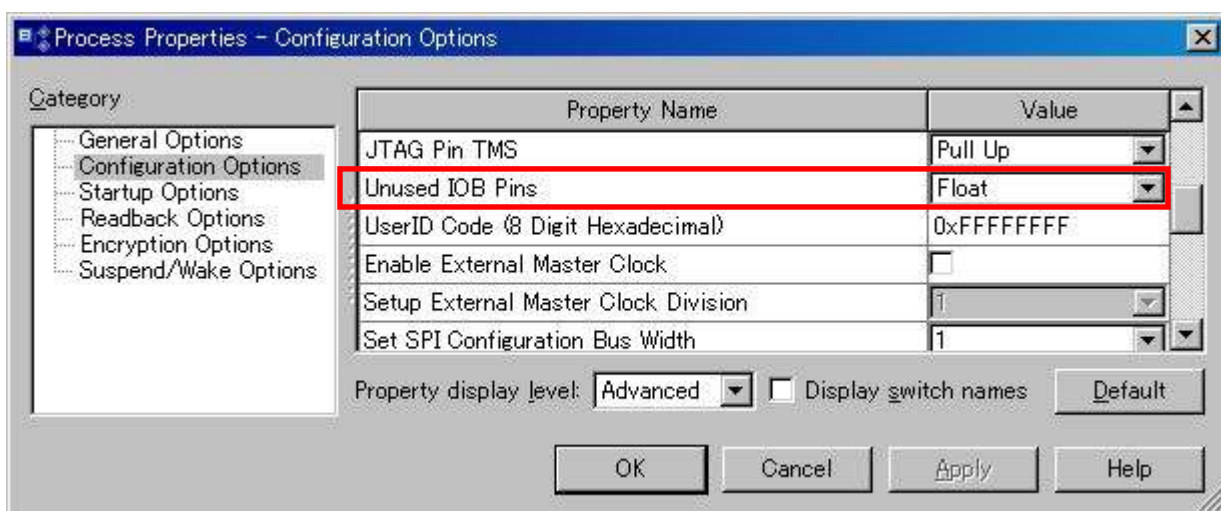 Process Properties - Configuration Options
Category
General Options
Configuration Options
Startup Options
Readback Options
Encryption Options
Suspend/Wake Options
Property Name Value
JTAG Pin TMS Pull Up
Unused IOB Pins Float
UserID Code (8 Digit Hexadecimal) 0xFFFFFFFF
Enable External Master Clock
Setup External Master Clock Division 1
Set SPI Configuration Bus Width 1
Property display level: Advanced Display switch names Default
OK Cancel Apply Help